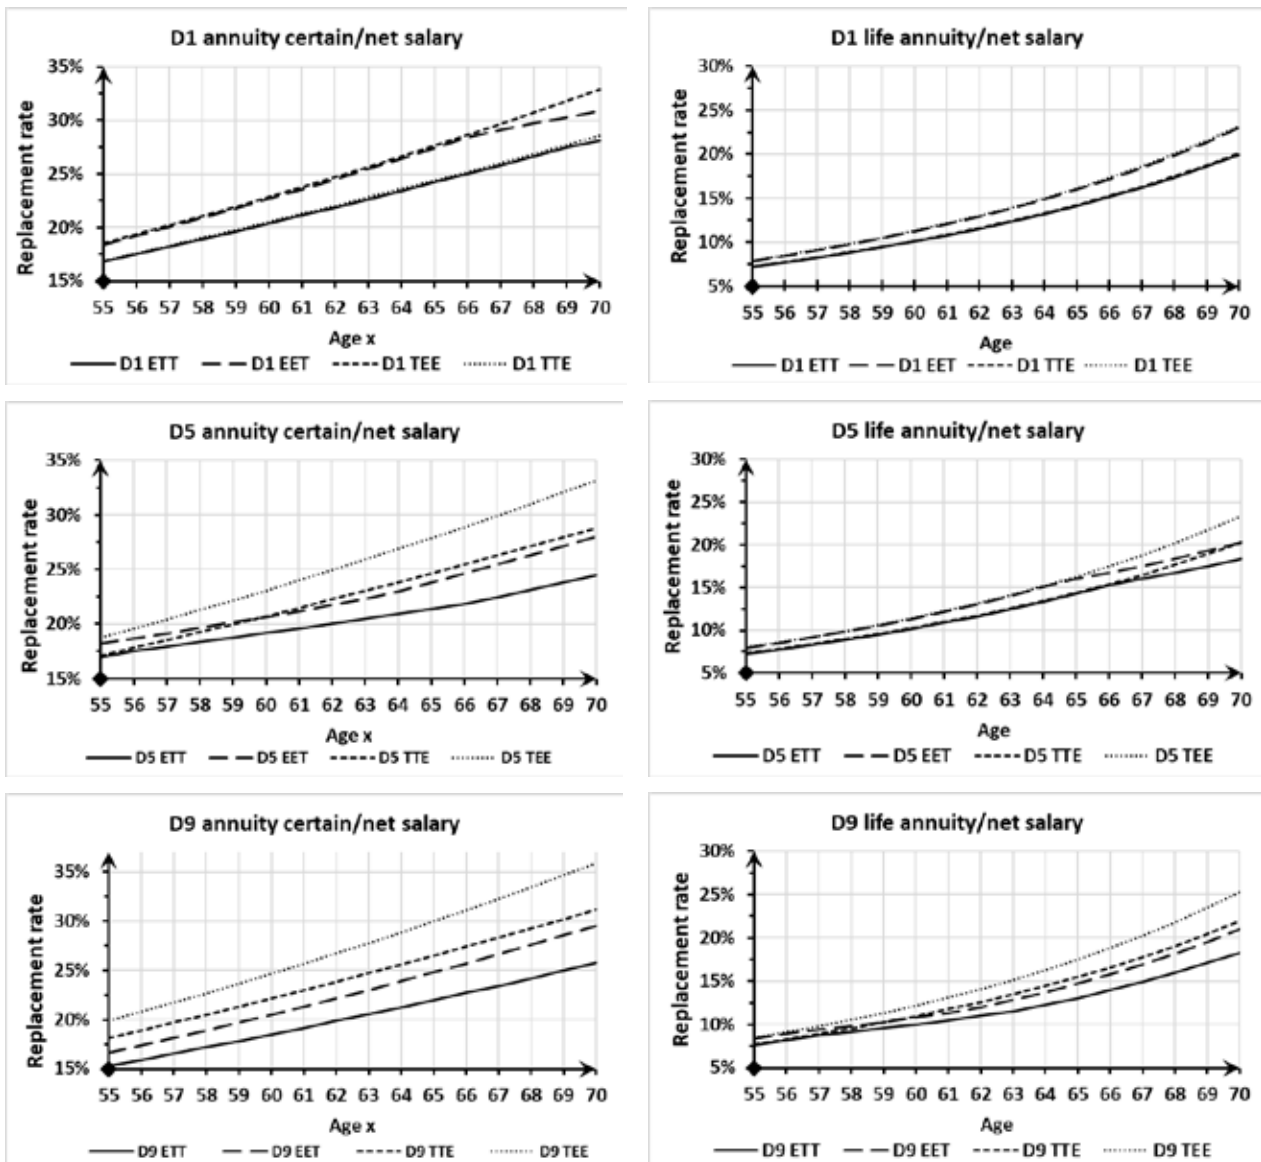 D1 annuity certain/net salary
35%
30%
25%
20%
15%
Replacement rate
55 56 57 58 59 60 61 62 63 64 65 66 67 68 69 70
Age x
D1 ETT D1 EET D1 TEE D1 TTE
D1 life annuity/net salary
30%
25%
20%
15%
10%
5%
Replacement rate
55 56 57 58 59 60 61 62 63 64 65 66 67 68 69 70
Age
D1 ETT D1 EET D1 TTE D1 TEE
D5 annuity certain/net salary
35%
30%
25%
20%
15%
Replacement rate
55 56 57 58 59 60 61 62 63 64 65 66 67 68 69 70
Age x
D5 ETT D5 EET D5 TTE D5 TEE
D5 life annuity/net salary
30%
25%
20%
15%
10%
5%
Replacement rate
55 56 57 58 59 60 61 62 63 64 65 66 67 68 69 70
Age
D5 ETT D5 EET D5 TTE D5 TEE
D9 annuity certain/net salary
35%
30%
25%
20%
15%
Replacement rate
55 56 57 58 59 60 61 62 63 64 65 66 67 68 69 70
Age x
D9 ETT D9 EET D9 TTE D9 TEE
D9 life annuity/net salary
30%
25%
20%
15%
10%
5%
Replacement rate
55 56 57 58 59 60 61 62 63 64 65 66 67 68 69 70
Age
D9 ETT D9 EET D9 TTE D9 TEE